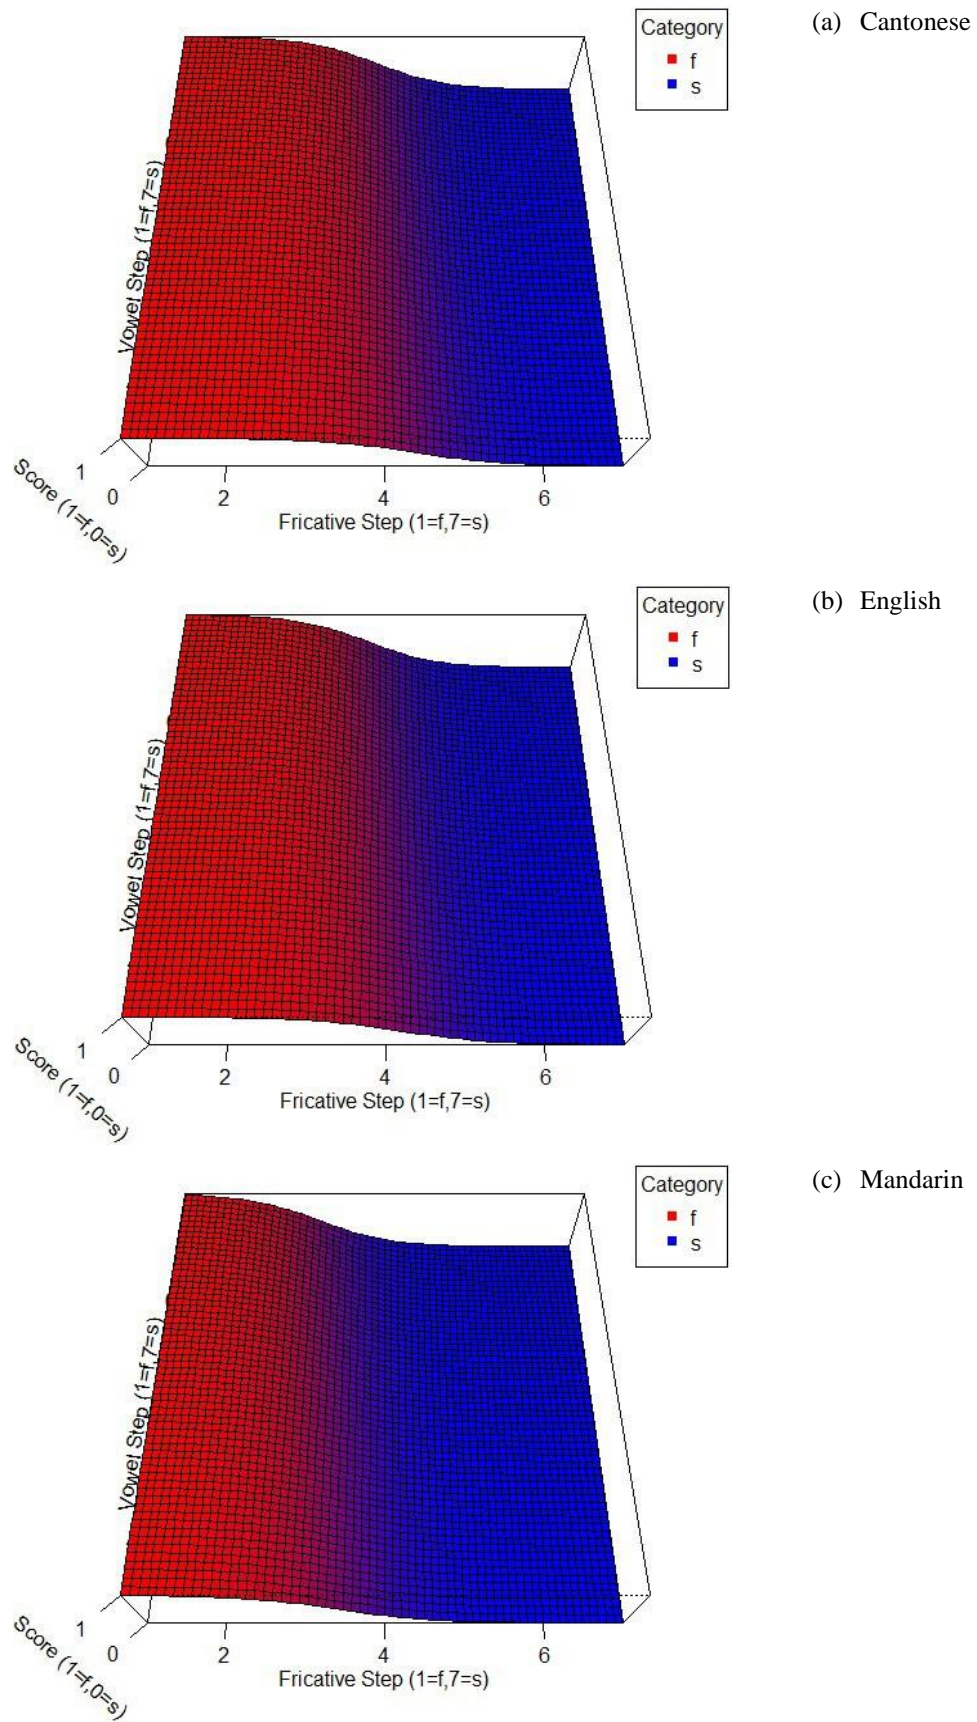 (a) Cantonese
Category
f
s
Vowel Step (1=f,7=s)
1
0
Score (1=f,0=s)
2
4
6
Fricative Step (1=f,7=s)
(b) English
Category
f
s
Vowel Step (1=f,7=s)
1
0
Score (1=f,0=s)
2
4
6
Fricative Step (1=f,7=s)
(c) Mandarin
Category
f
s
Vowel Step (1=f,7=s)
1
0
Score (1=f,0=s)
2
4
6
Fricative Step (1=f,7=s)